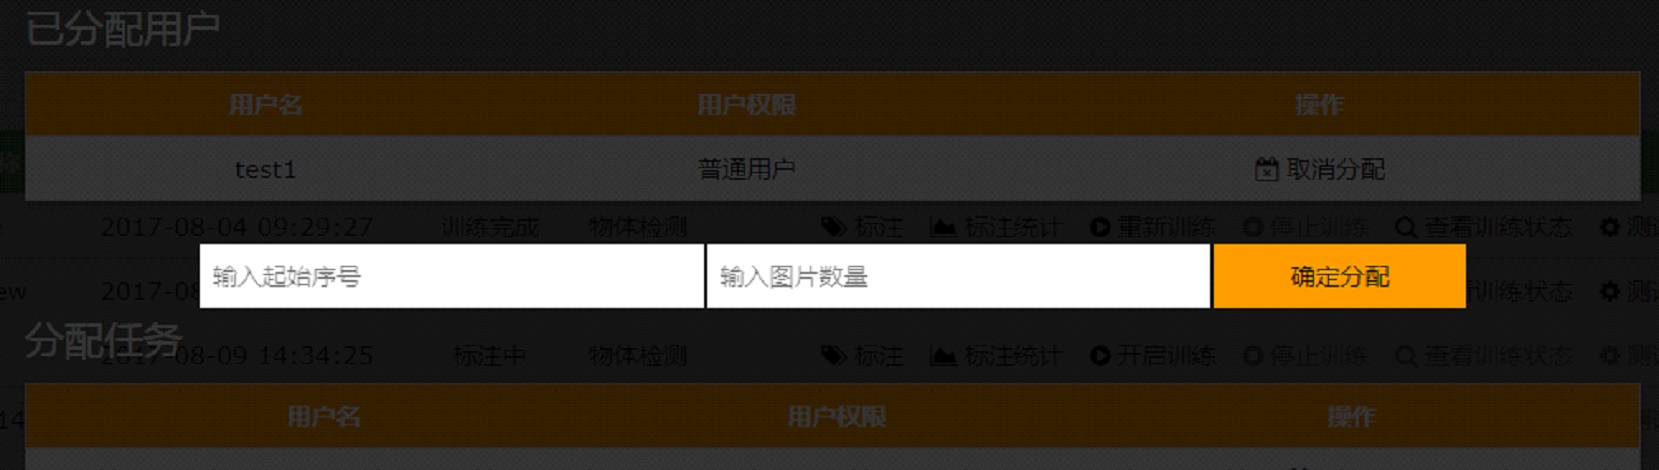 已分配用户
用户名 用户权限 操作
称
test1 普通用户 取消分配
2017-08-04 09:29:27 训练完成 物体检测 标注 标注统计 重新训练 停止训练 查看训练状态 测
输入起始序号 输入图片数量 确定分配
ew 2017-08 训练状态 测
分配任务
2017-08-09 14:34:25 标注中 物体检测 标注 标注统计 开启训练 停止训练 查看训练状态 测
用户名 用户权限 操作
14